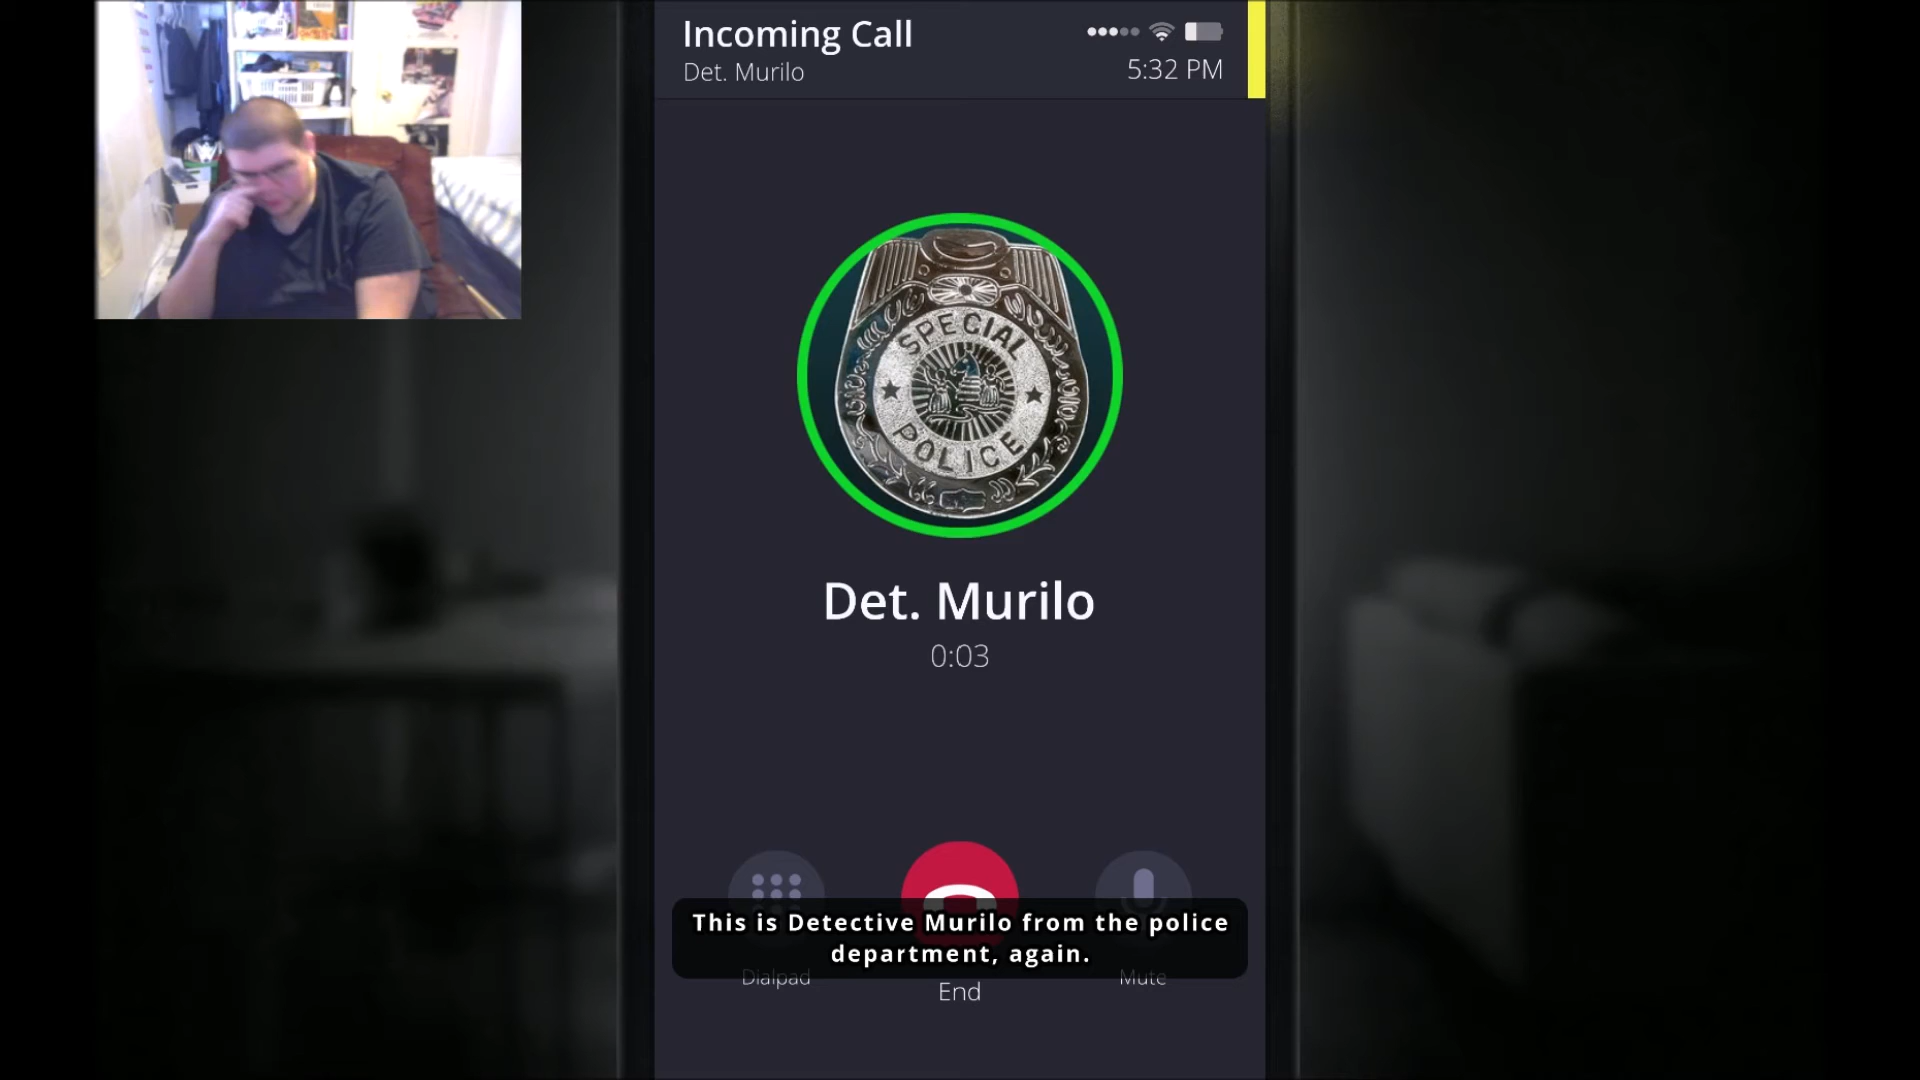 Incoming Call
Det. Murilo
5:32 PM
SPECIAL
POLICE
Det. Murilo
0:03
This is Detective Murilo from the police
department, again.
Dialpad
End
Mute